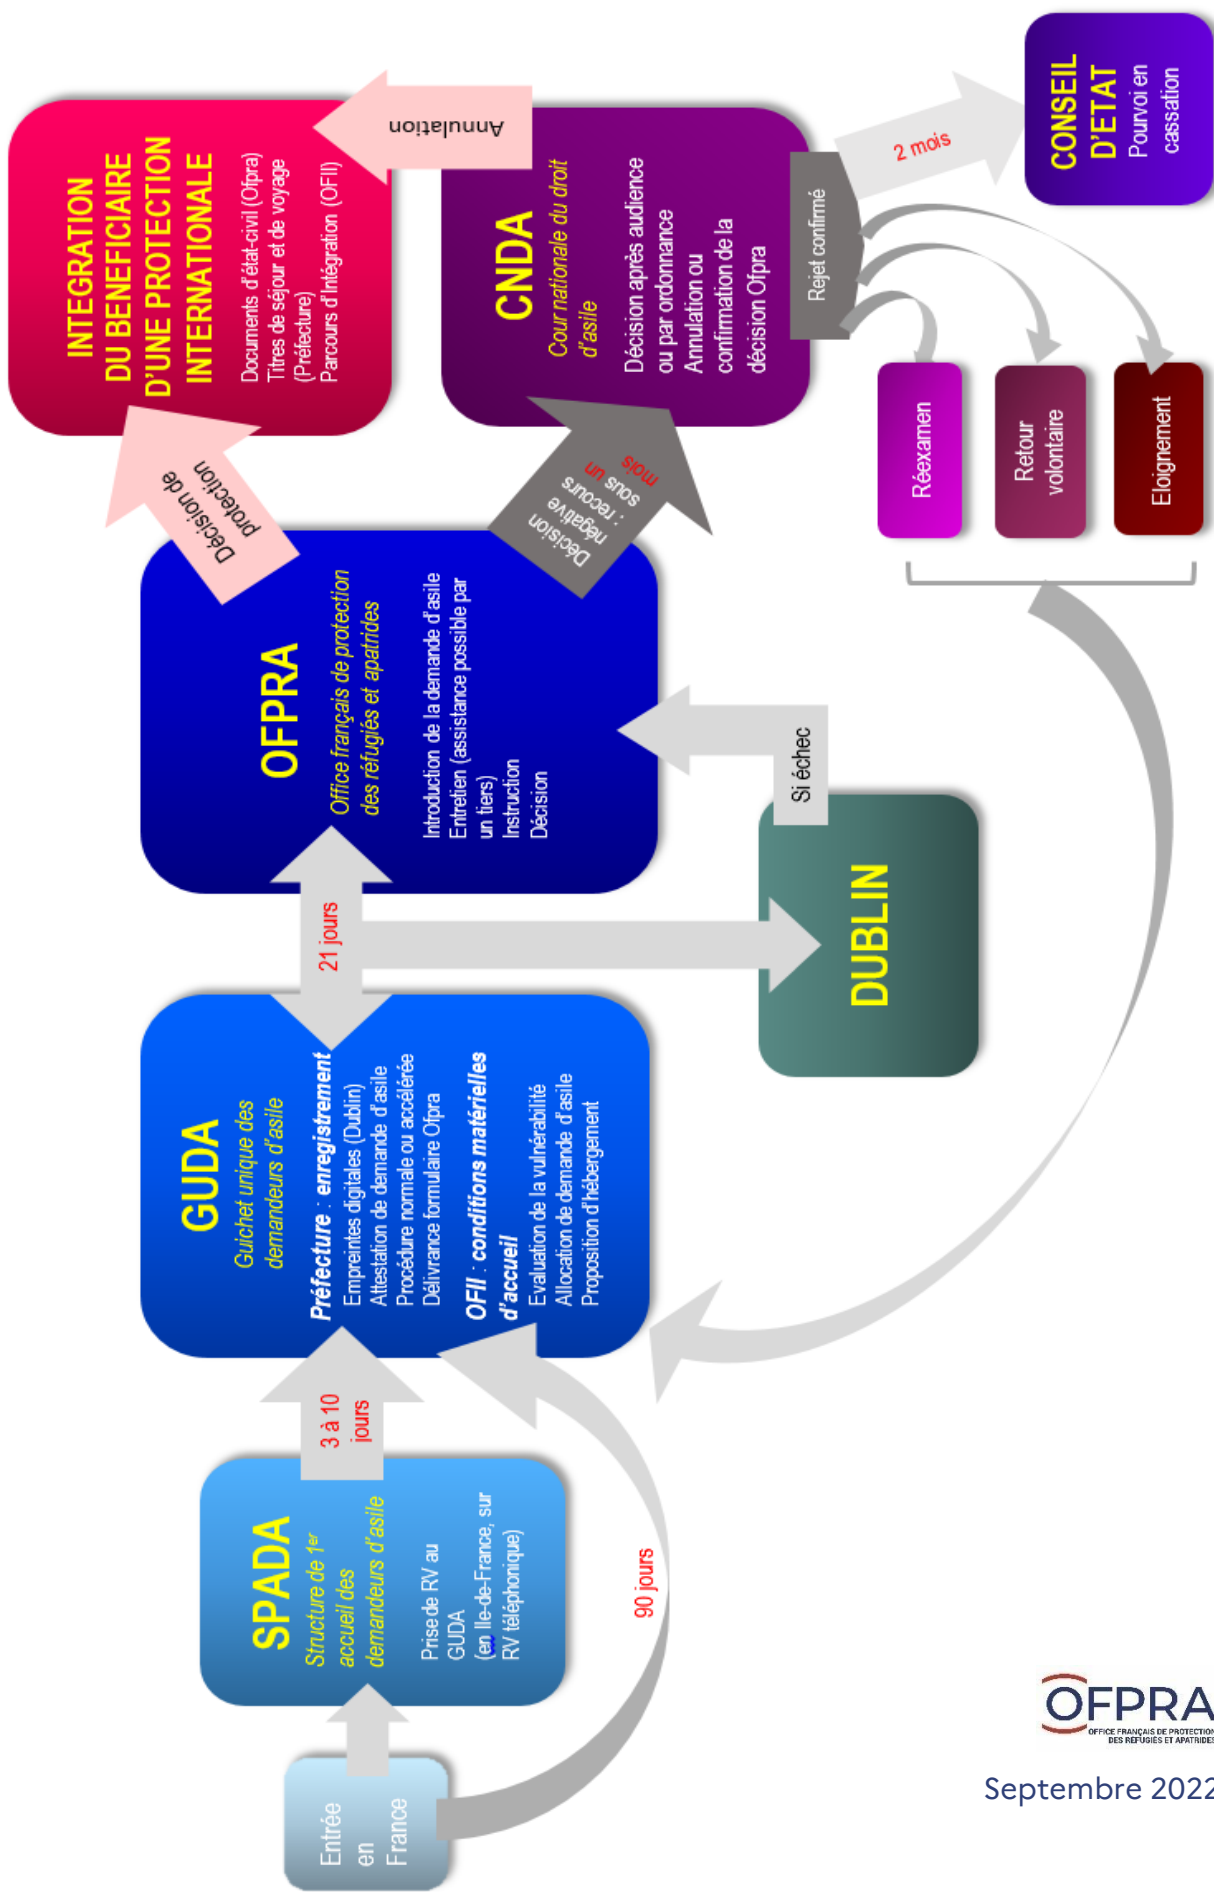 Entrée
en
France
SPADA
Structure de 1er
accueil des
demandeurs d'asile
Prise de RV au
GUDA
(en Ile-de-France, sur
RV téléphonique)
3 à 10
jours
90 jours
GUDA
Guichet unique des
demandeurs d'asile
Préfecture : enregistrement
Empreintes digitales (Dublin)
Attestation de demande d'asile
Procédure normale ou accélérée
Délivrance formulaire Ofpra
OFII : conditions matérielles
d'accueil
Evaluation de la vulnérabilité
Allocation de demande d'asile
Proposition d'hébergement
21 jours
DUBLIN
Si échec
OFPRA
Office français de protection
des réfugiés et apatrides
Introduction de la demande d'asile
Entretien (assistance possible par
un tiers)
Instruction
Décision
Décision de
protection
Décision
négative
: recours
sous un
mois
INTEGRATION
DU BENEFICIAIRE
D'UNE PROTECTION
INTERNATIONALE
Documents d'état-civil (Ofpra)
Titres de séjour et de voyage
(Préfecture)
Parcours d'Intégration (OFII)
Annulation
CNDA
Cour nationale du droit
d'asile
Décision après audience
ou par ordonnance
Annulation ou
confirmation de la
décision Ofpra
Rejet confirmé
2 mois
CONSEIL
D'ETAT
Pourvoi en
cassation
Réexamen
Retour
volontaire
Eloignement
OFPRA
OFFICE FRANÇAIS DE PROTECTION
DES RÉFUGIÉS ET APATRIDES
Septembre 2022